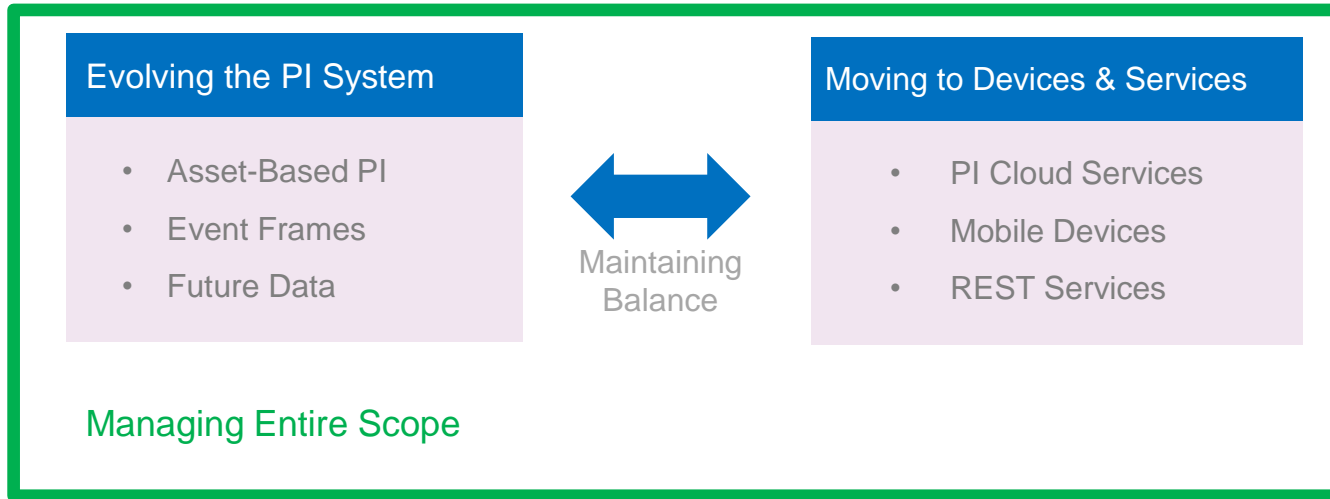 Evolving the PI System
• Asset-Based PI
• Event Frames
• Future Data
Maintaining
Balance
Moving to Devices & Services
• PI Cloud Services
• Mobile Devices
• REST Services
Managing Entire Scope